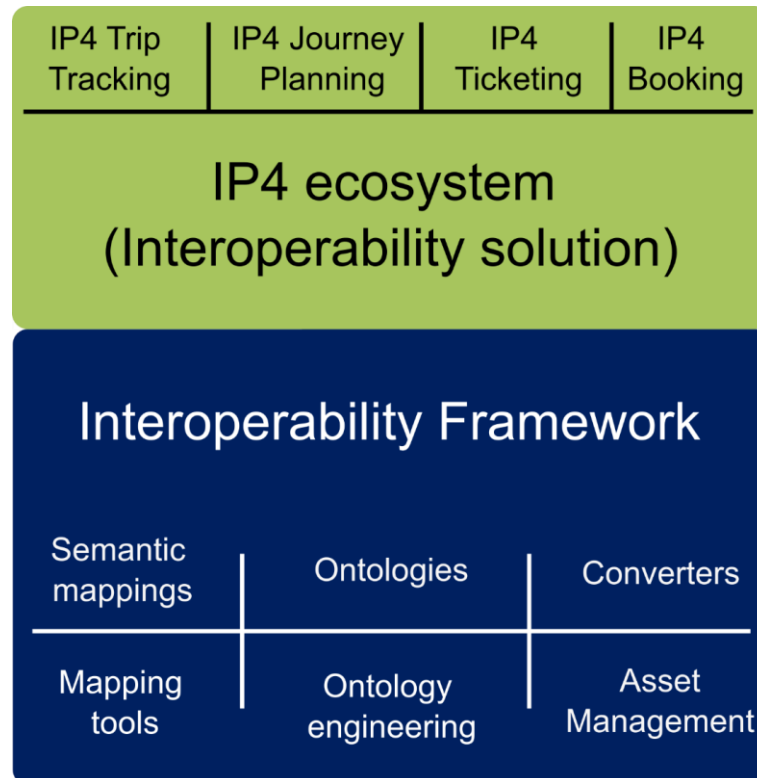 IP4 Trip
Tracking
IP4 Journey
Planning
IP4
Ticketing
IP4
Booking
IP4 ecosystem
(Interoperability solution)
Interoperability Framework
Semantic
mappings
Ontologies
Converters
Mapping
tools
Ontology
engineering
Asset
Management